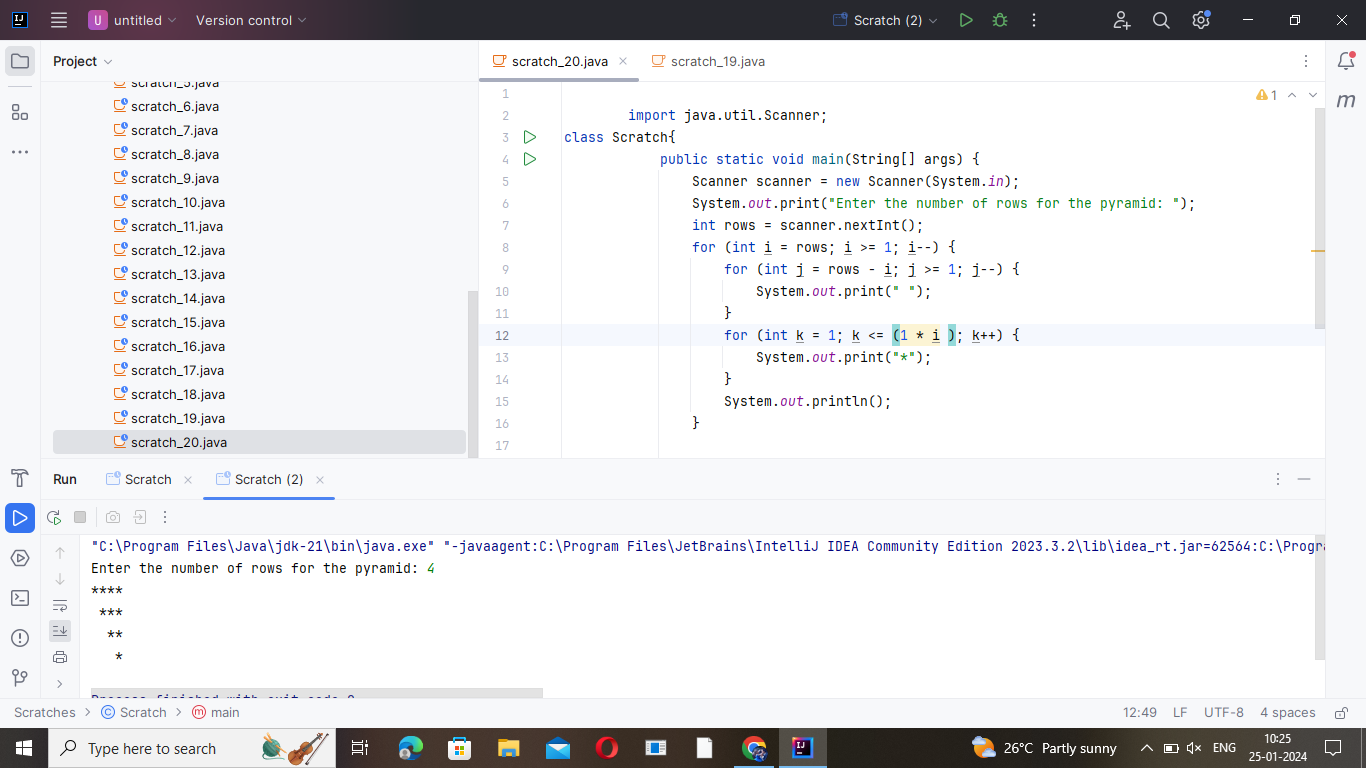 U untitled Version control Scratch (2)
Project
scratch_20.java scratch_19.java
scratch_5.java
scratch_6.java
scratch_7.java
scratch_8.java
scratch_9.java
scratch_10.java
scratch_11.java
scratch_12.java
scratch_13.java
scratch_14.java
scratch_15.java
scratch_16.java
scratch_17.java
scratch_18.java
scratch_19.java
scratch_20.java
1
1
2 import java.util.Scanner;
3 class Scratch{
4 public static void main(String[] args) {
5 Scanner scanner = new Scanner(System.in);
6 System.out.print("Enter the number of rows for the pyramid: ");
7 int rows = scanner.nextInt();
8 for (int i = rows; i >= 1; i--) {
9 for (int j = rows - i; j >= 1; j--) {
10 System.out.print(" ");
11 }
12 for (int k = 1; k <= (1 * i ); k++) {
13 System.out.print("*");
14 }
15 System.out.println();
16 }
17
Run Scratch Scratch (2)
"C:\Program Files\Java\jdk-21\bin\java.exe" "-javaagent:C:\Program Files\JetBrains\IntelliJ IDEA Community Edition 2023.3.2\lib\idea_rt.jar=62564:C:\Progra
Enter the number of rows for the pyramid: 4
****
 ***
  **
   *
Process finished with exit code 0
Scratches > Scratch > main 12:49 LF UTF-8 4 spaces
Type here to search 26°C Partly sunny ENG 10:25
25-01-2024